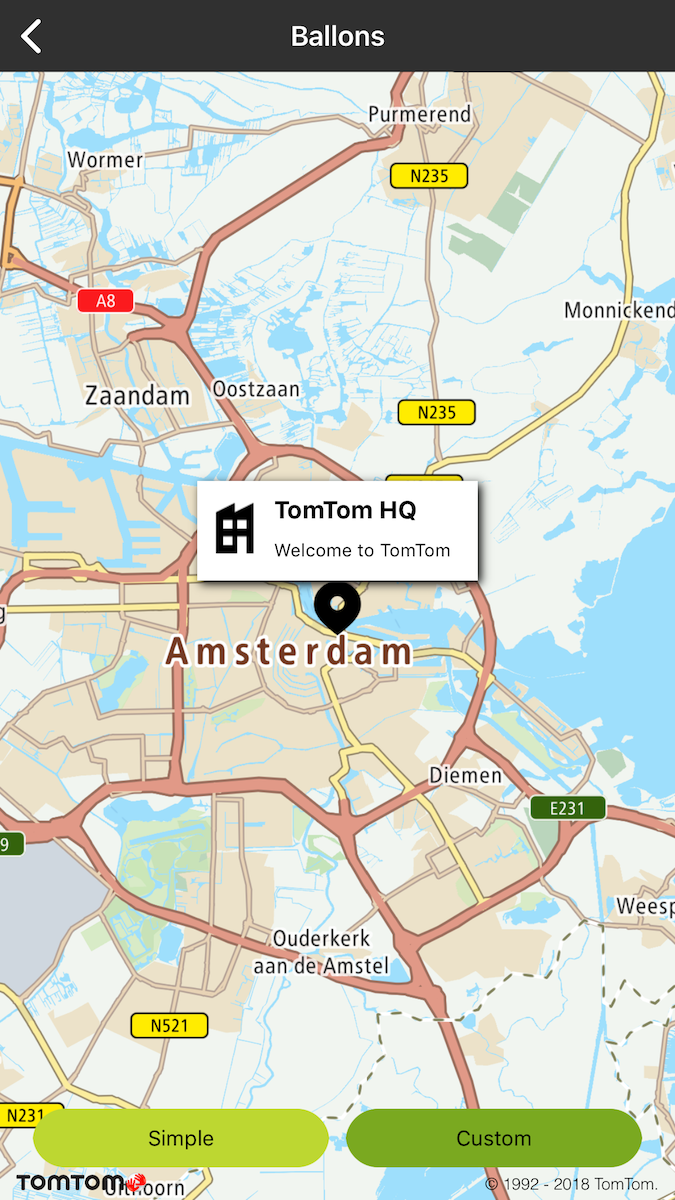 Ballons
Purmerend
Wormer
N235
A8
Monnickend
Zaandam
Oostzaan
N235
TomTom HQ
Welcome to TomTom
Amsterdam
Diemen
E231
9
Weesp
Ouderkerk
aan de Amstel
N521
N231
Simple
Custom
TOMTOM
© 1992 - 2018 TomTom.